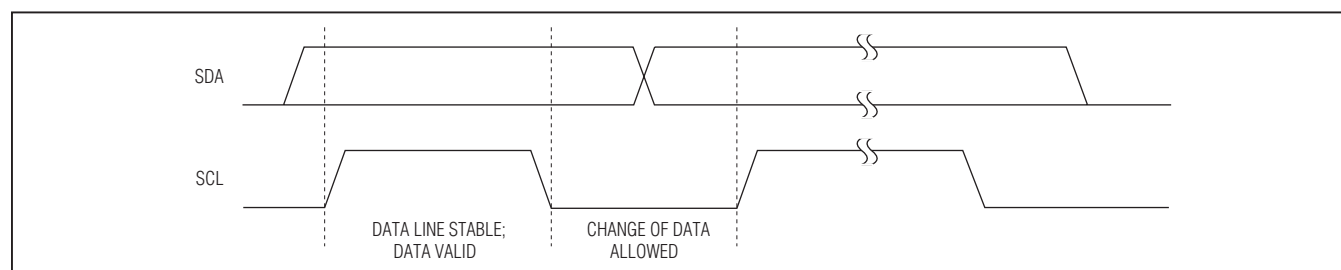 SDA
SCL
DATA LINE STABLE;
DATA VALID
CHANGE OF DATA
ALLOWED